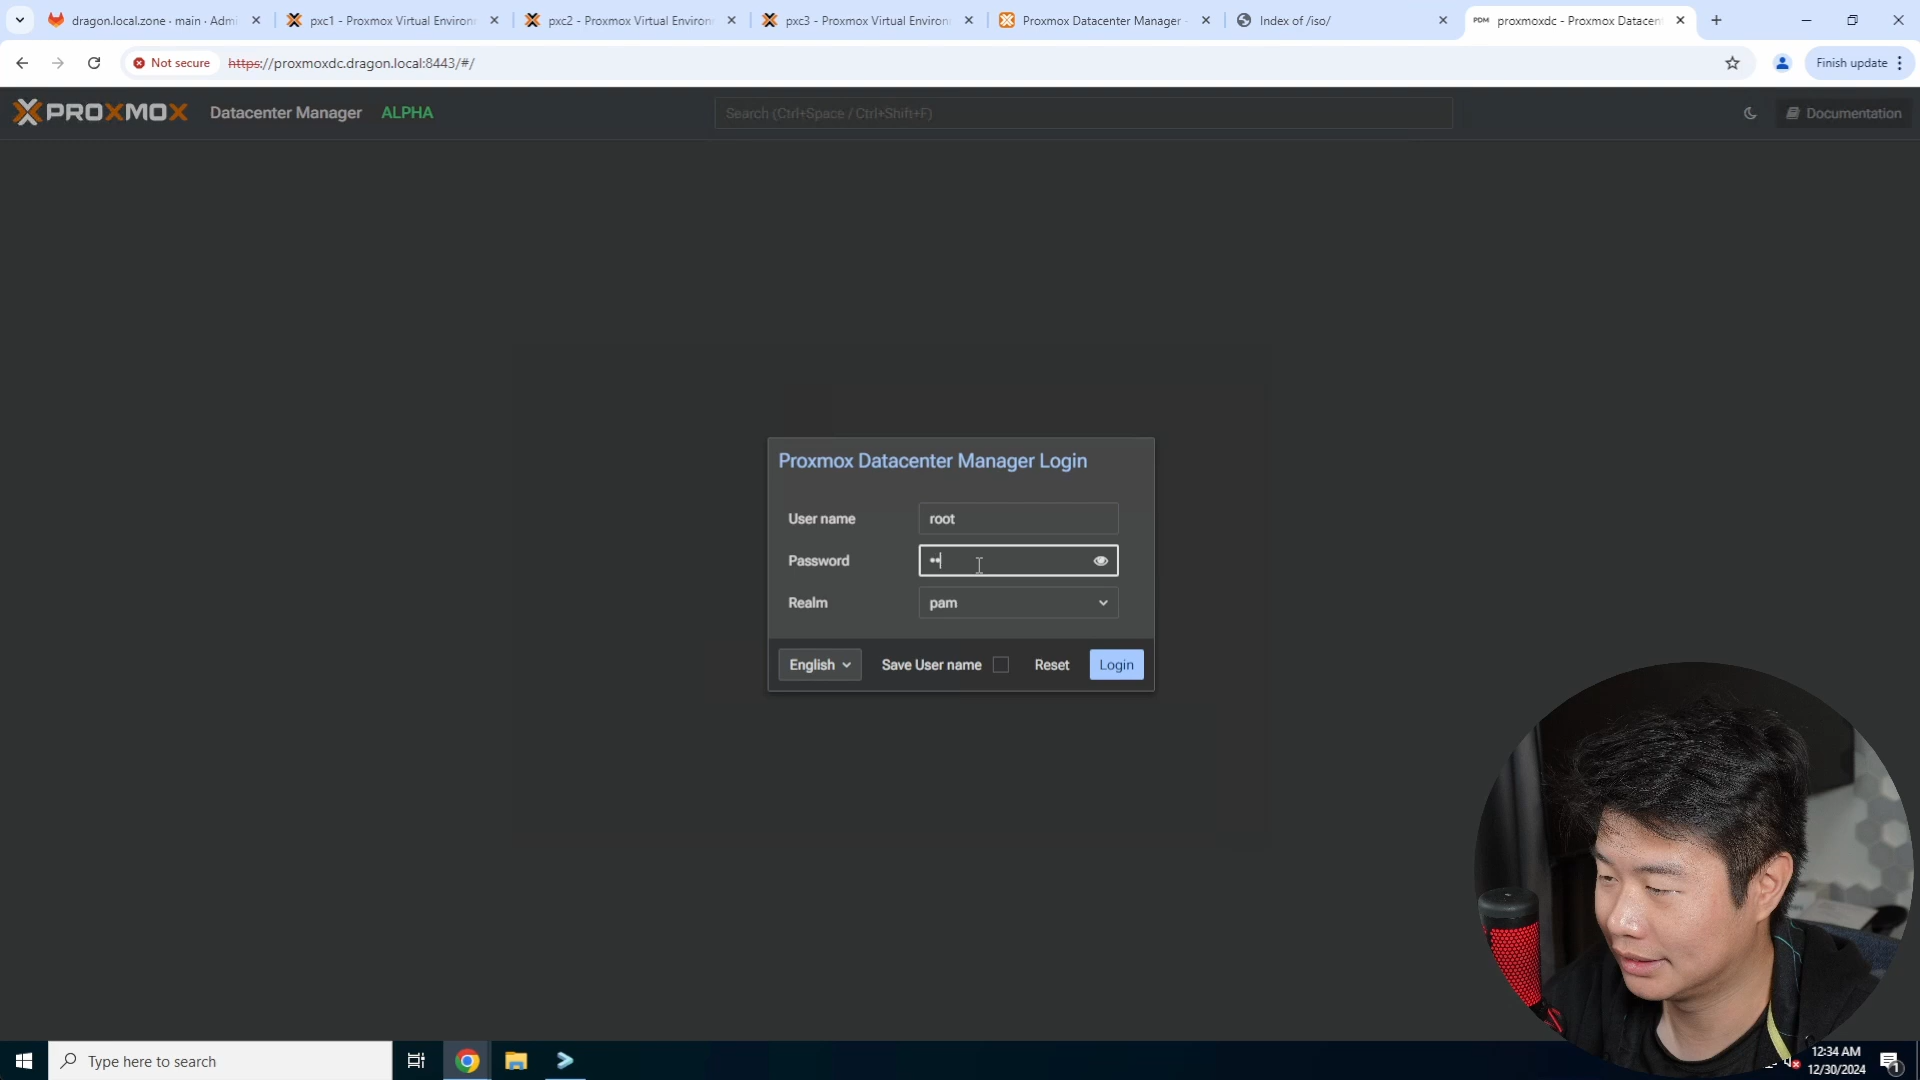 dragon.local.zone · main · Admi
pxc1 - Proxmox Virtual Environ
pxc2 - Proxmox Virtual Environ
pxc3 - Proxmox Virtual Environ
Proxmox Datacenter Manager
Index of /iso/
PDM proxmoxdc - Proxmox Datacen
Not secure https://proxmoxdc.dragon.local:8443/#/
Finish update
PROXMOX Datacenter Manager ALPHA
Search (Ctrl+Space / Ctrl+Shift+F)
Documentation
Proxmox Datacenter Manager Login
User name root
Password ••
Realm pam
English Save User name Reset Login
Type here to search
12:34 AM
12/30/2024
1